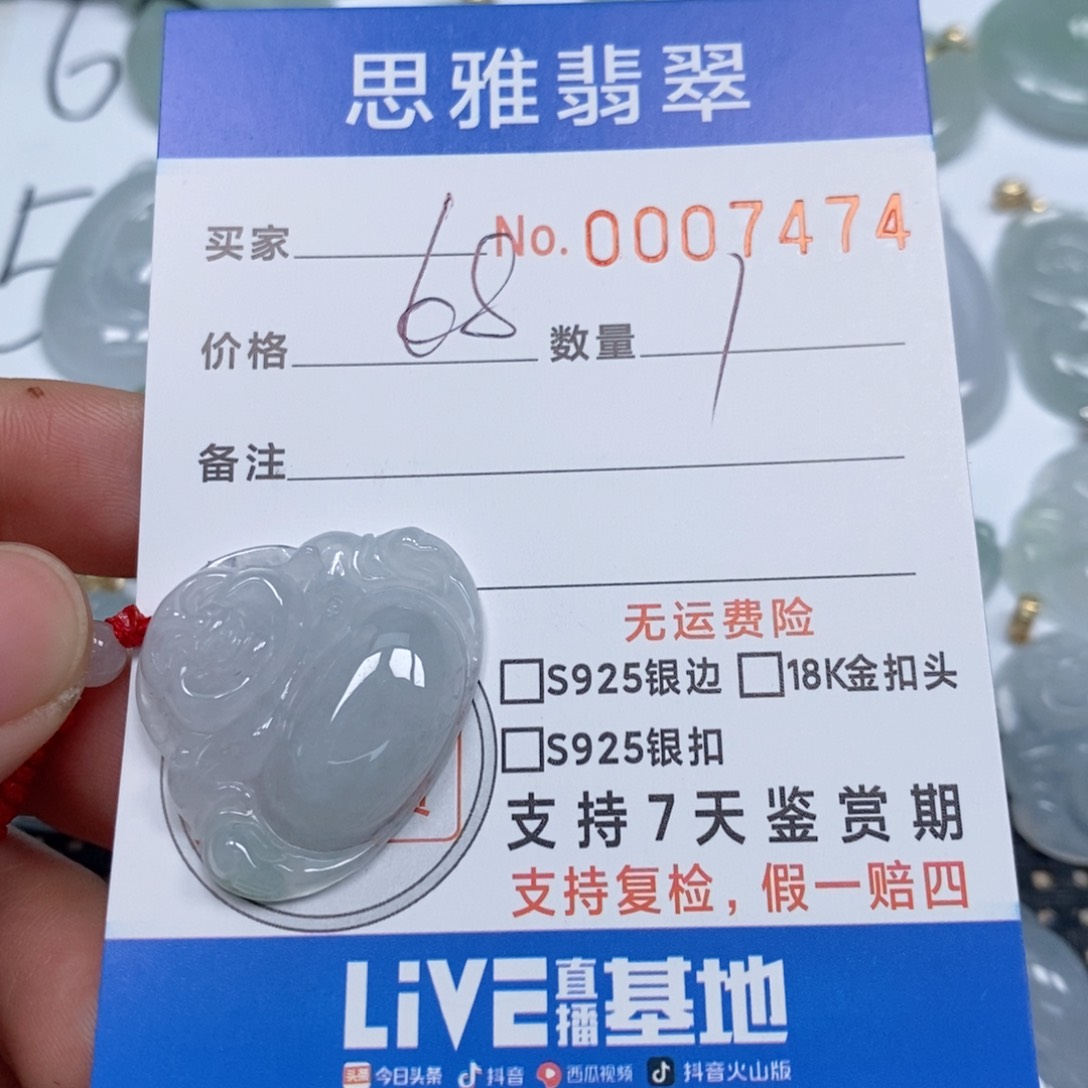 6
5
思雅翡翠
买家 No. 0007474
价格 68 数量 1
备注
无运费险
S925银边 18K金扣头
S925银扣
支持7天鉴赏期
支持复检，假一赔四
LiVE直播基地
头条 今日头条 抖音 西瓜视频 抖音火山版